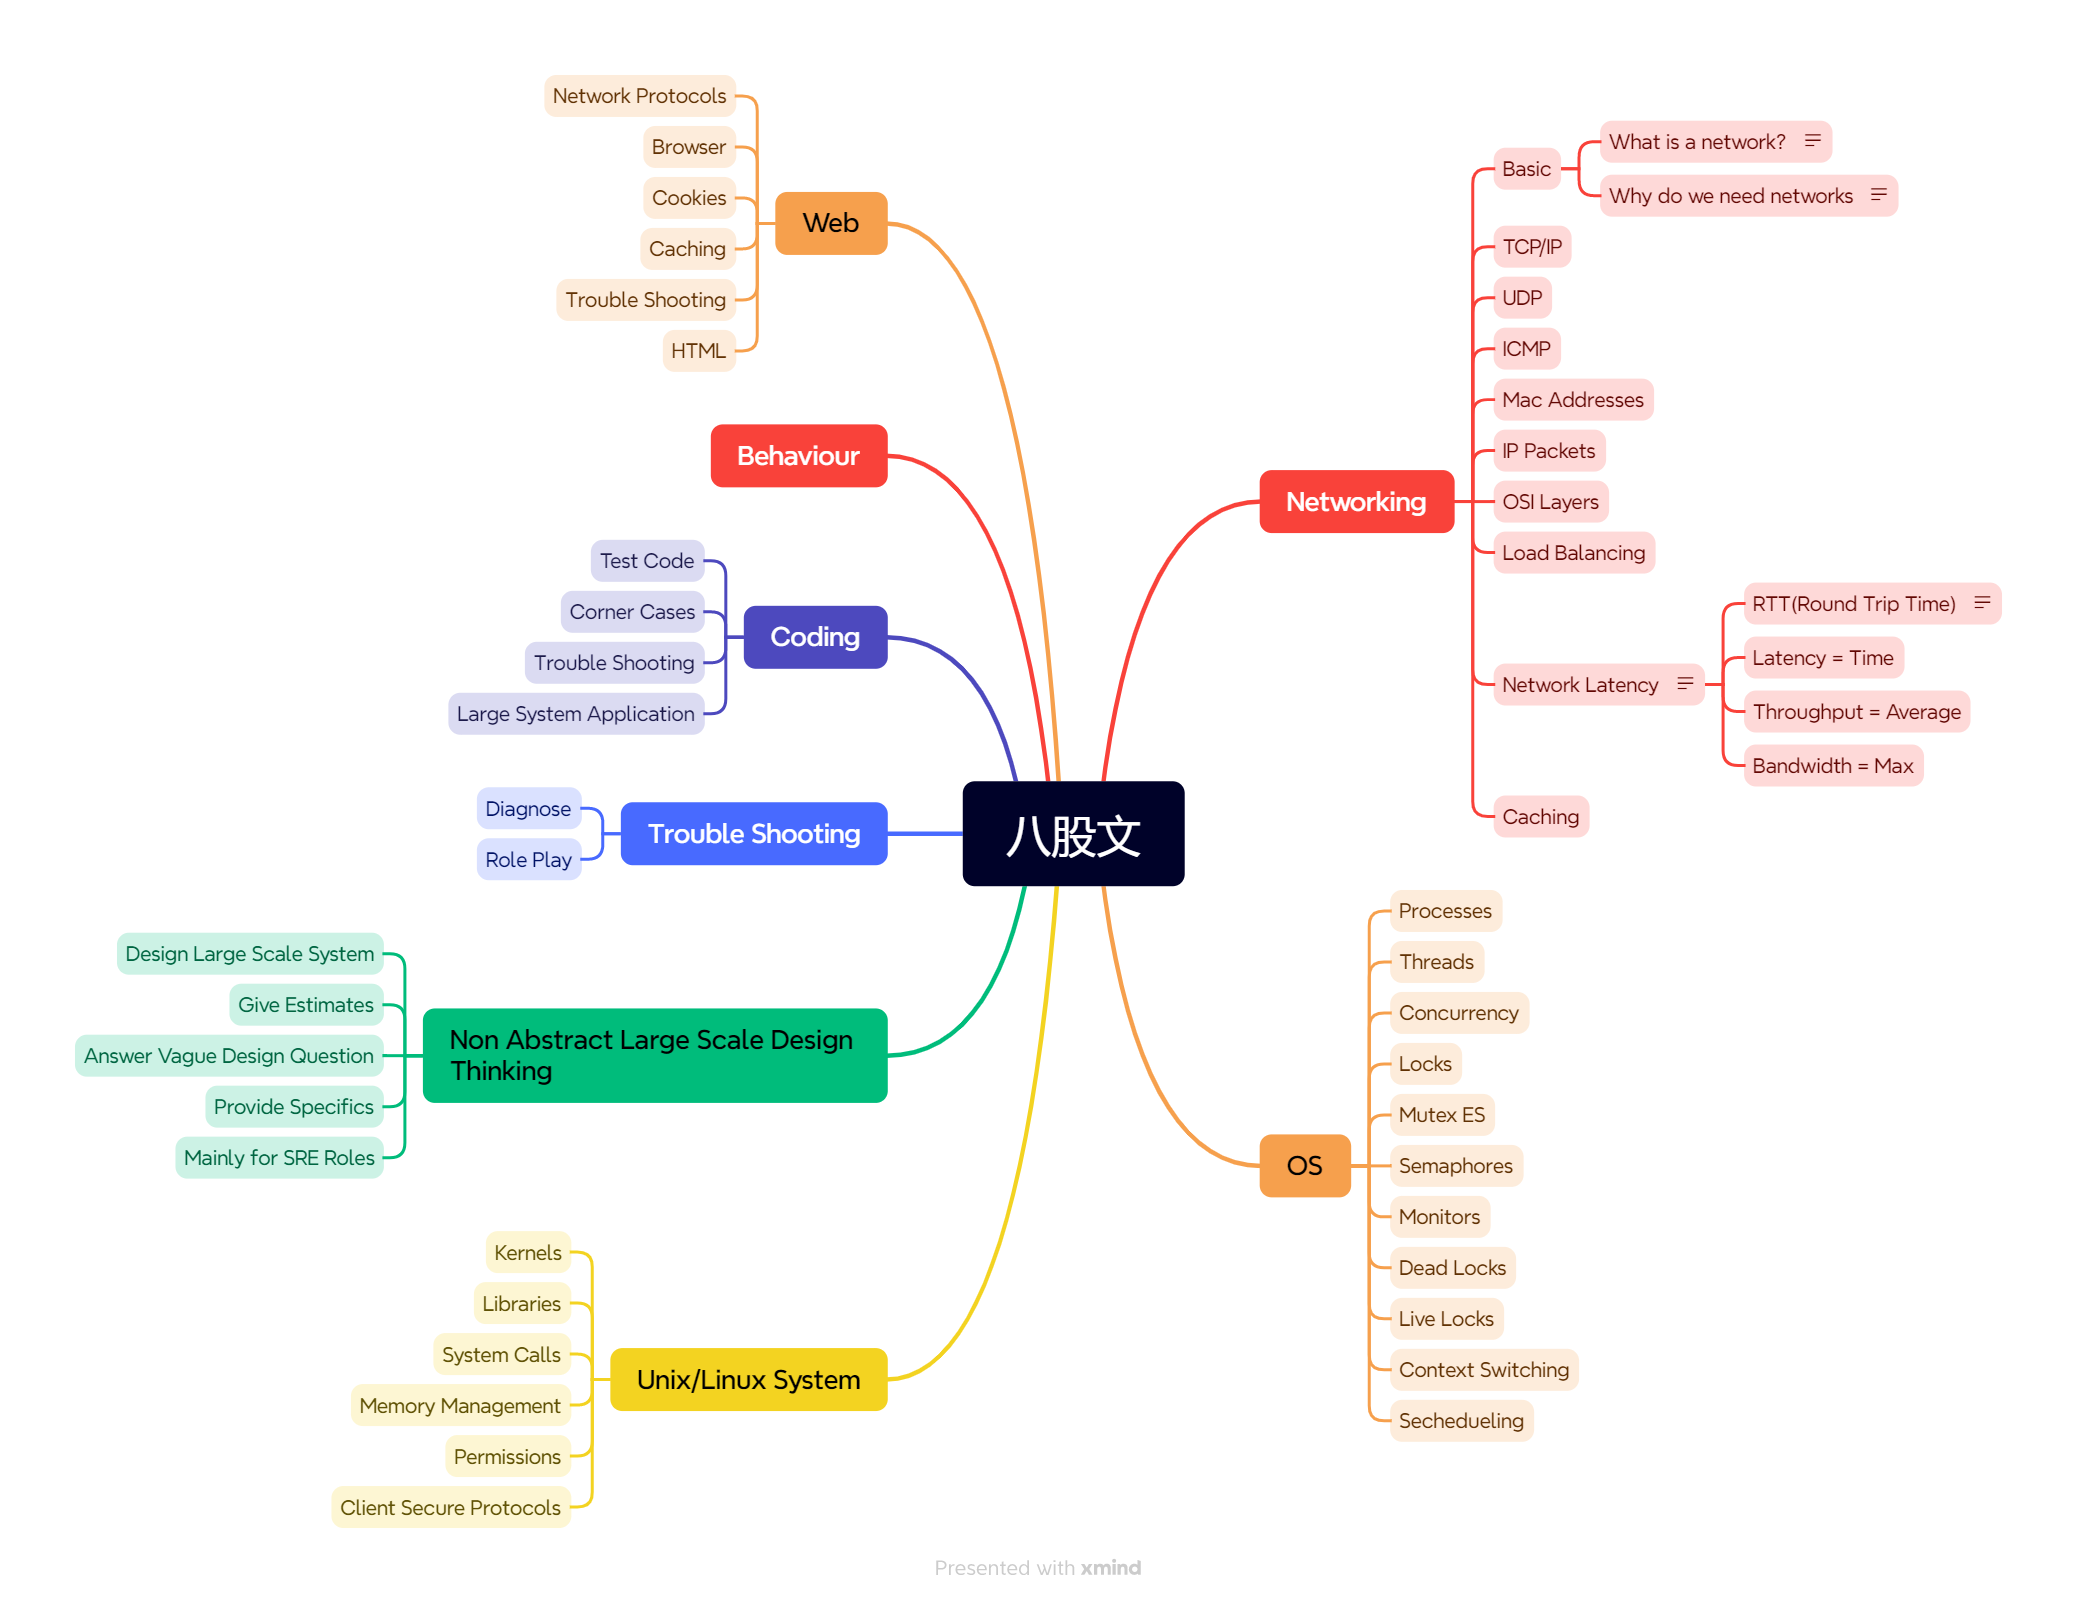 八股文
Networking
Basic
What is a network?
Why do we need networks
TCP/IP
UDP
ICMP
Mac Addresses
IP Packets
OSI Layers
Load Balancing
Network Latency
RTT(Round Trip Time)
Latency = Time
Throughput = Average
Bandwidth = Max
Caching
OS
Processes
Threads
Concurrency
Locks
Mutex ES
Semaphores
Monitors
Dead Locks
Live Locks
Context Switching
Sechedueling
Web
Network Protocols
Browser
Cookies
Caching
Trouble Shooting
HTML
Behaviour
Coding
Test Code
Corner Cases
Trouble Shooting
Large System Application
Trouble Shooting
Diagnose
Role Play
Non Abstract Large Scale Design
Thinking
Design Large Scale System
Give Estimates
Answer Vague Design Question
Provide Specifics
Mainly for SRE Roles
Unix/Linux System
Kernels
Libraries
System Calls
Memory Management
Permissions
Client Secure Protocols
Presented with xmind